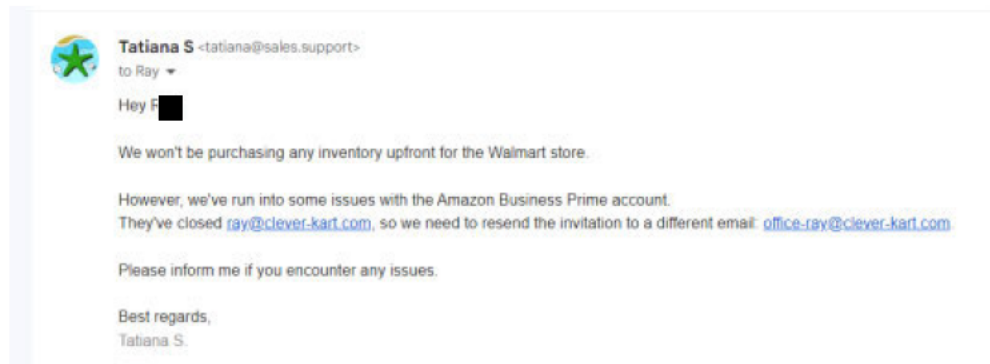 Tatiana S <tatiana@sales.support>
to Ray
Hey R
We won't be purchasing any inventory upfront for the Walmart store.
However, we've run into some issues with the Amazon Business Prime account.
They've closed ray@clever-kart.com, so we need to resend the invitation to a different email: office-ray@clever-kart.com
Please inform me if you encounter any issues.
Best regards,
Tatiana S.